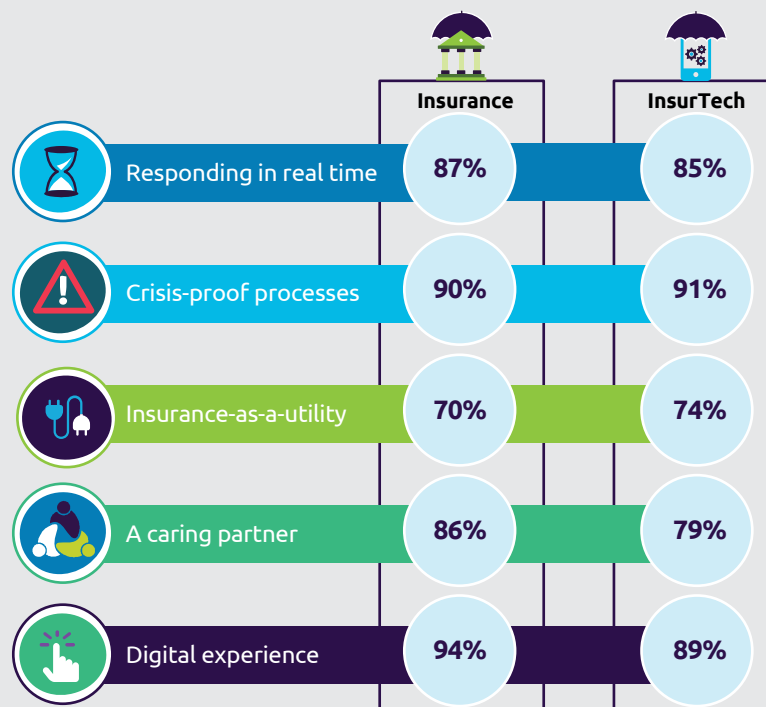 Insurance InsurTech
Responding in real time 87% 85%
Crisis-proof processes 90% 91%
Insurance-as-a-utility 70% 74%
A caring partner 86% 79%
Digital experience 94% 89%